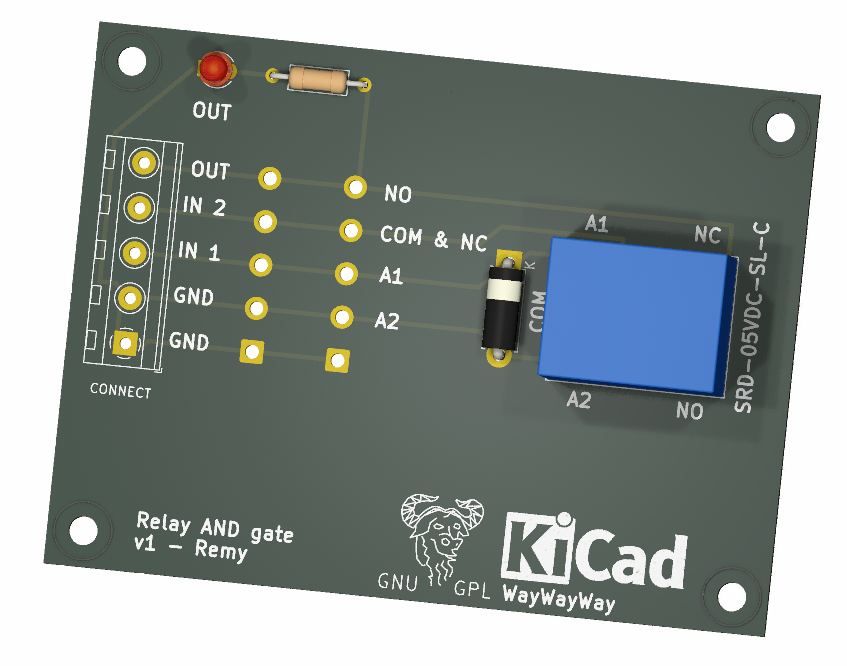 OUT
OUT
NO
IN 2
COM & NC
A1
NC
IN 1
A1
K
GND
A2
COM
SRD-05VDC-SL-C
GND
A2
NO
CONNECT
Relay AND gate
v1 - Remy
GNU GPL
KiCad
WayWayWay